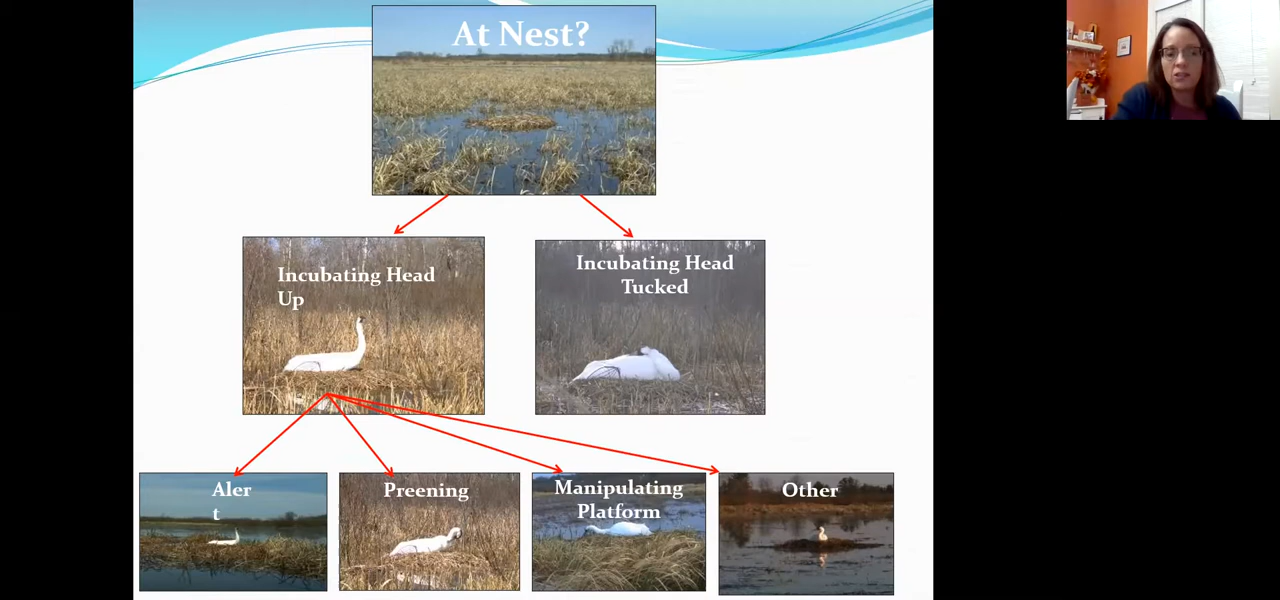 At Nest?
Incubating Head
Up
Incubating Head
Tucked
Aler
t
Preening
Manipulating
Platform
Other